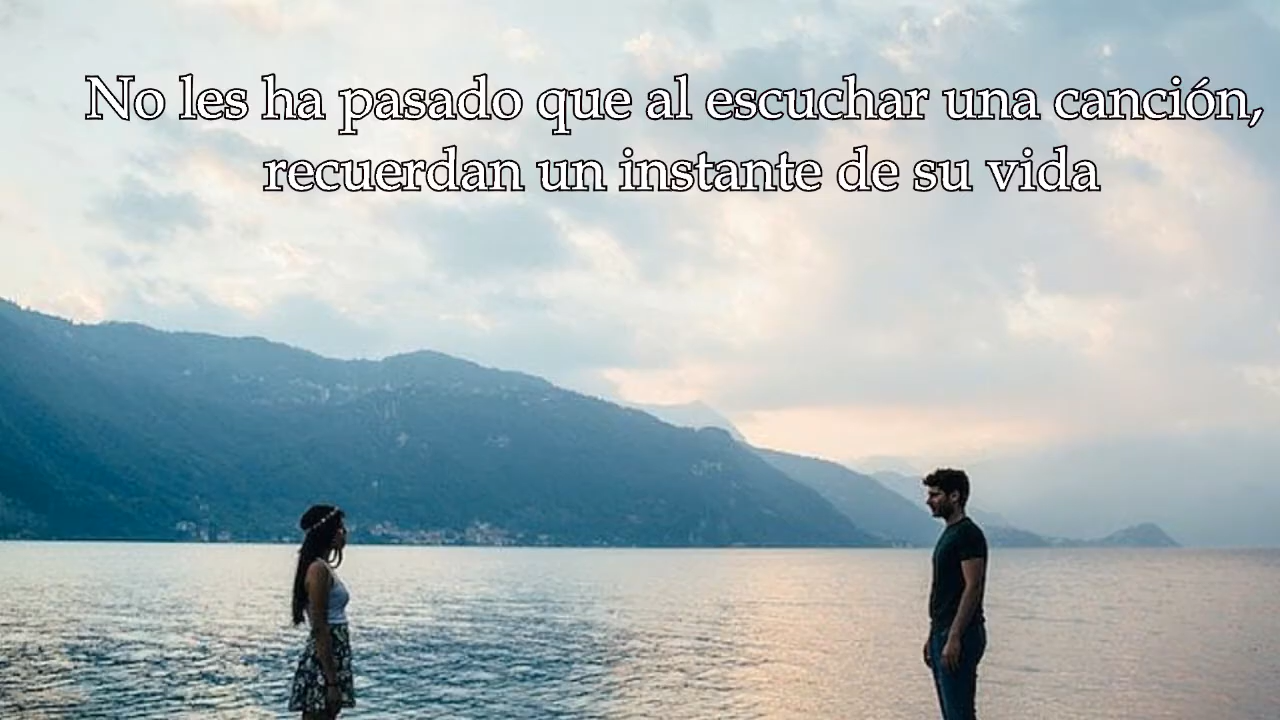 No les ha pasado que al escuchar una canción,
recuerdan un instante de su vida